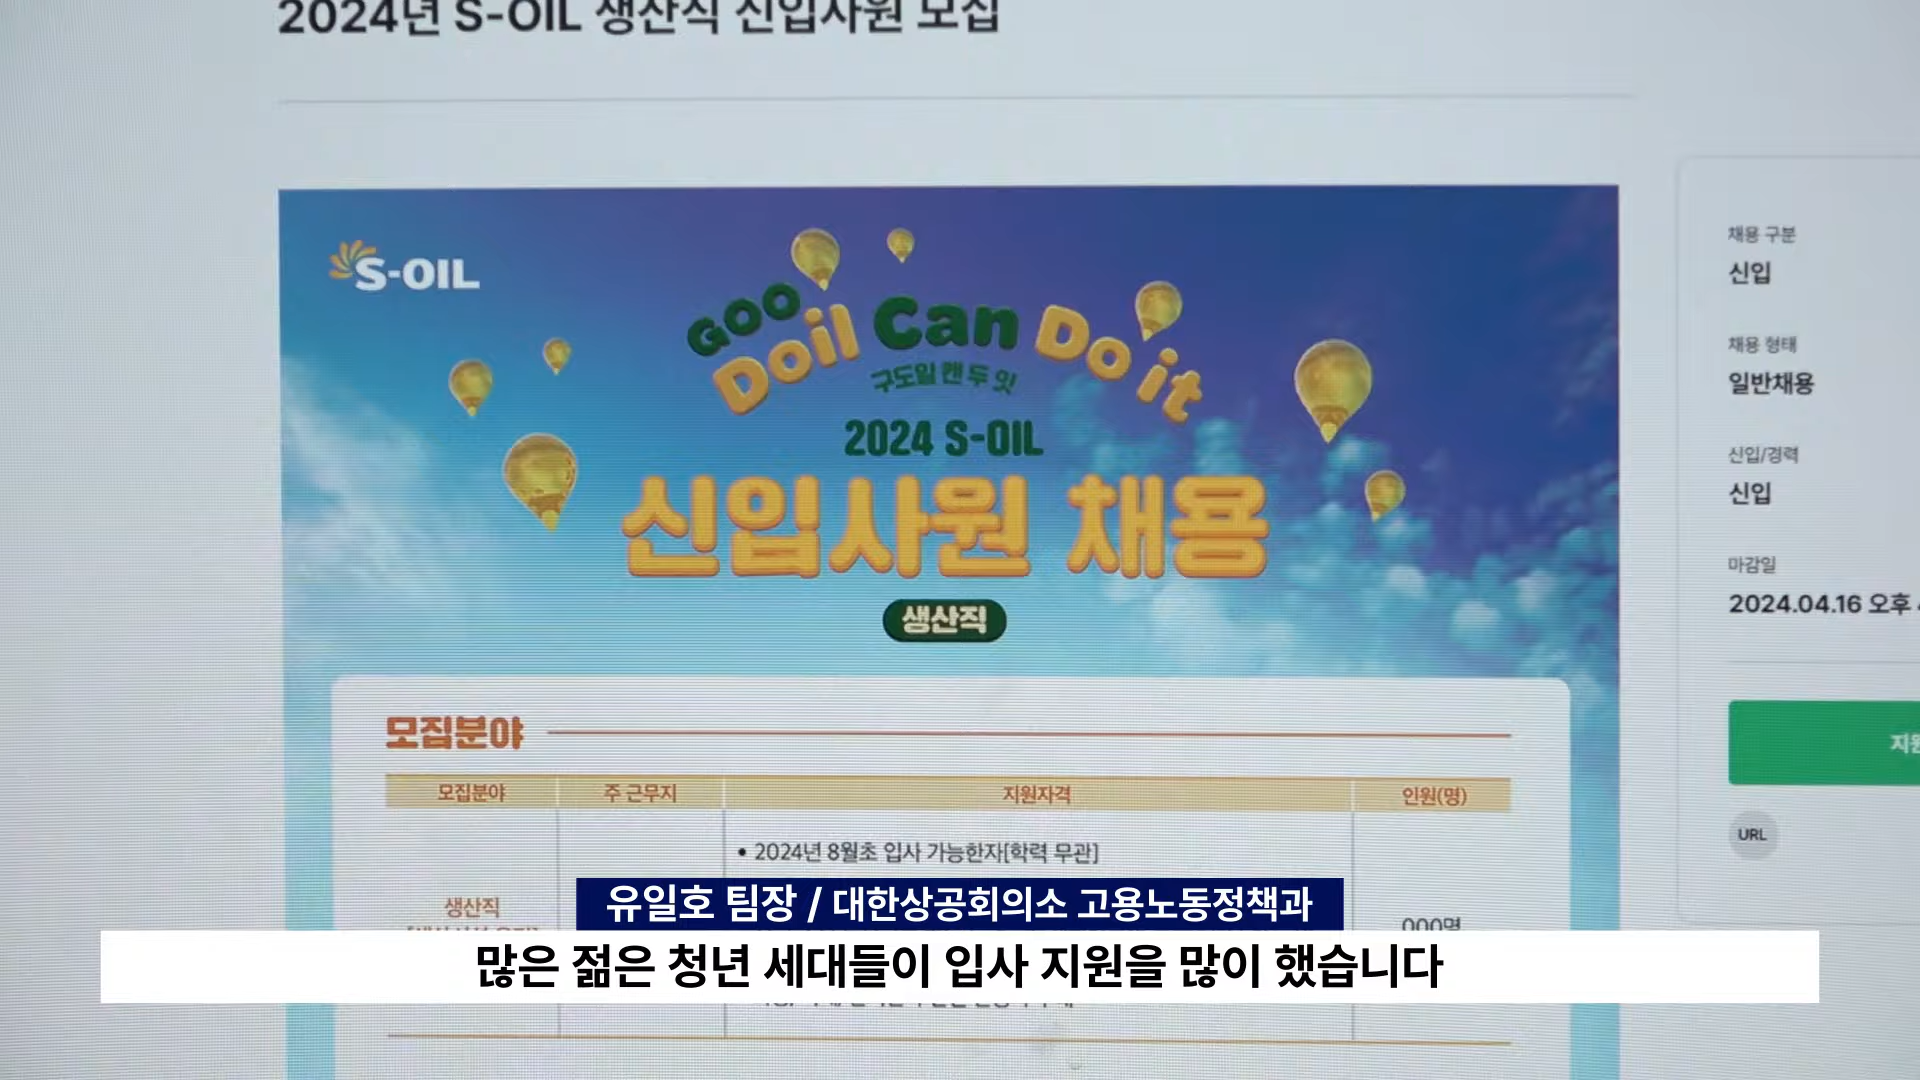 2024년 S-OIL 생산직 신입사원 모집
S-OIL
GOO
Doil Can Do it
구도일 캔 두 잇
2024 S-OIL
신입사원 채용
생산직
모집분야
모집분야 주 근무지 지원자격 인원(명)
• 2024년 8월초 입사 가능한자[학력 무관]
생산직
000명
채용 구분
신입
채용 형태
일반채용
신입/경력
신입
마감일
2024.04.16 오후
URL
유일호 팀장 / 대한상공회의소 고용노동정책과
많은 젊은 청년 세대들이 입사 지원을 많이 했습니다